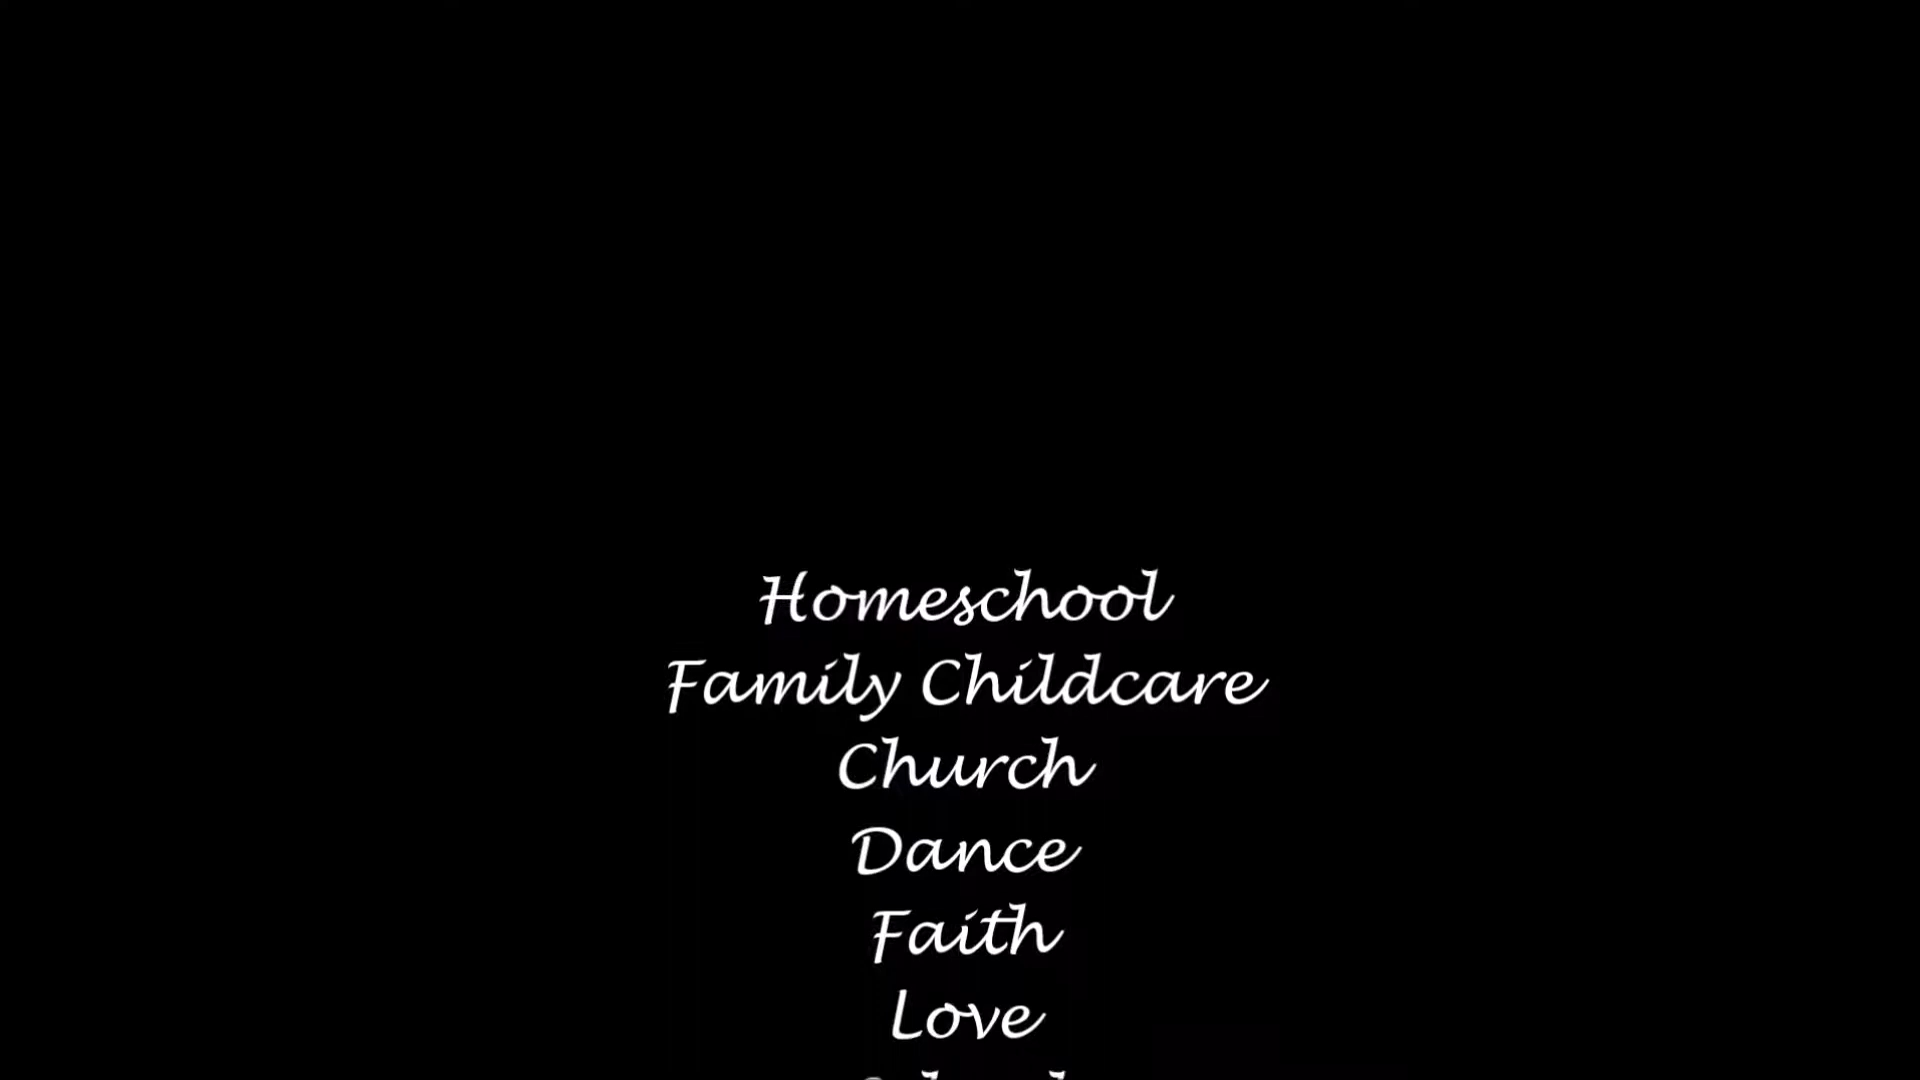 Homeschool
Family Childcare
Church
Dance
Faith
Love